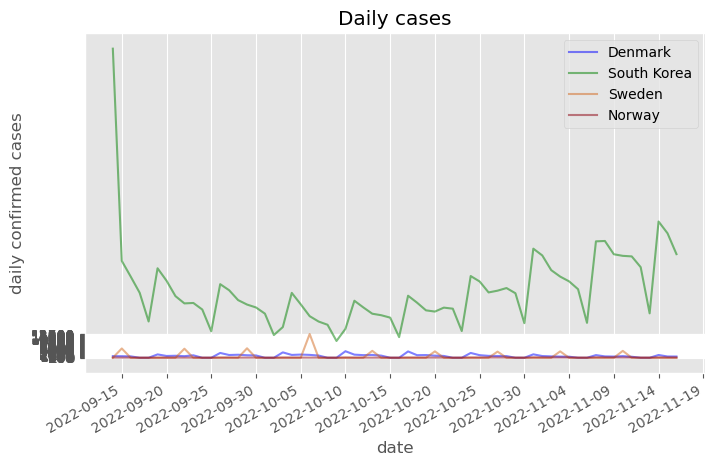 Daily cases
Denmark
South Korea
Sweden
Norway
daily confirmed cases
2022-09-15
2022-09-20
2022-09-25
2022-09-30
2022-10-05
2022-10-10
2022-10-15
2022-10-20
2022-10-25
2022-10-30
2022-11-04
2022-11-09
2022-11-14
2022-11-19
date